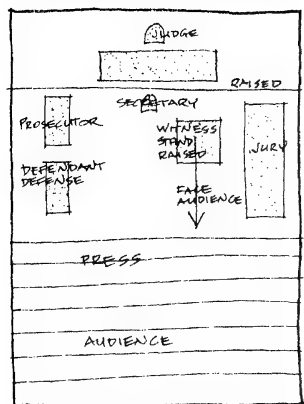 JUDGE
RAISED
SECRETARY
PROSECUTOR
WITNESS
STAND
RAISED
JURY
DEFENDANT
DEFENSE
FACE
AUDIENCE
PRESS
AUDIENCE